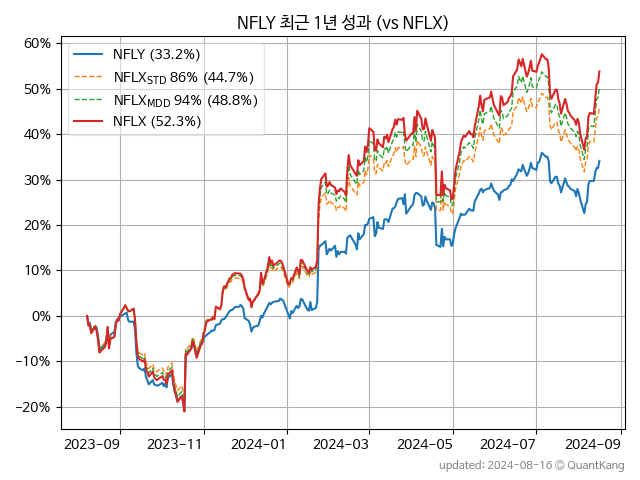 NFLY 최근 1년 성과 (vs NFLX)
60%
50%
40%
30%
20%
10%
0%
−10%
−20%
NFLY (33.2%)
NFLXSTD 86% (44.7%)
NFLXMDD 94% (48.8%)
NFLX (52.3%)
2023-09 2023-11 2024-01 2024-03 2024-05 2024-07 2024-09
updated: 2024-08-16 © QuantKang